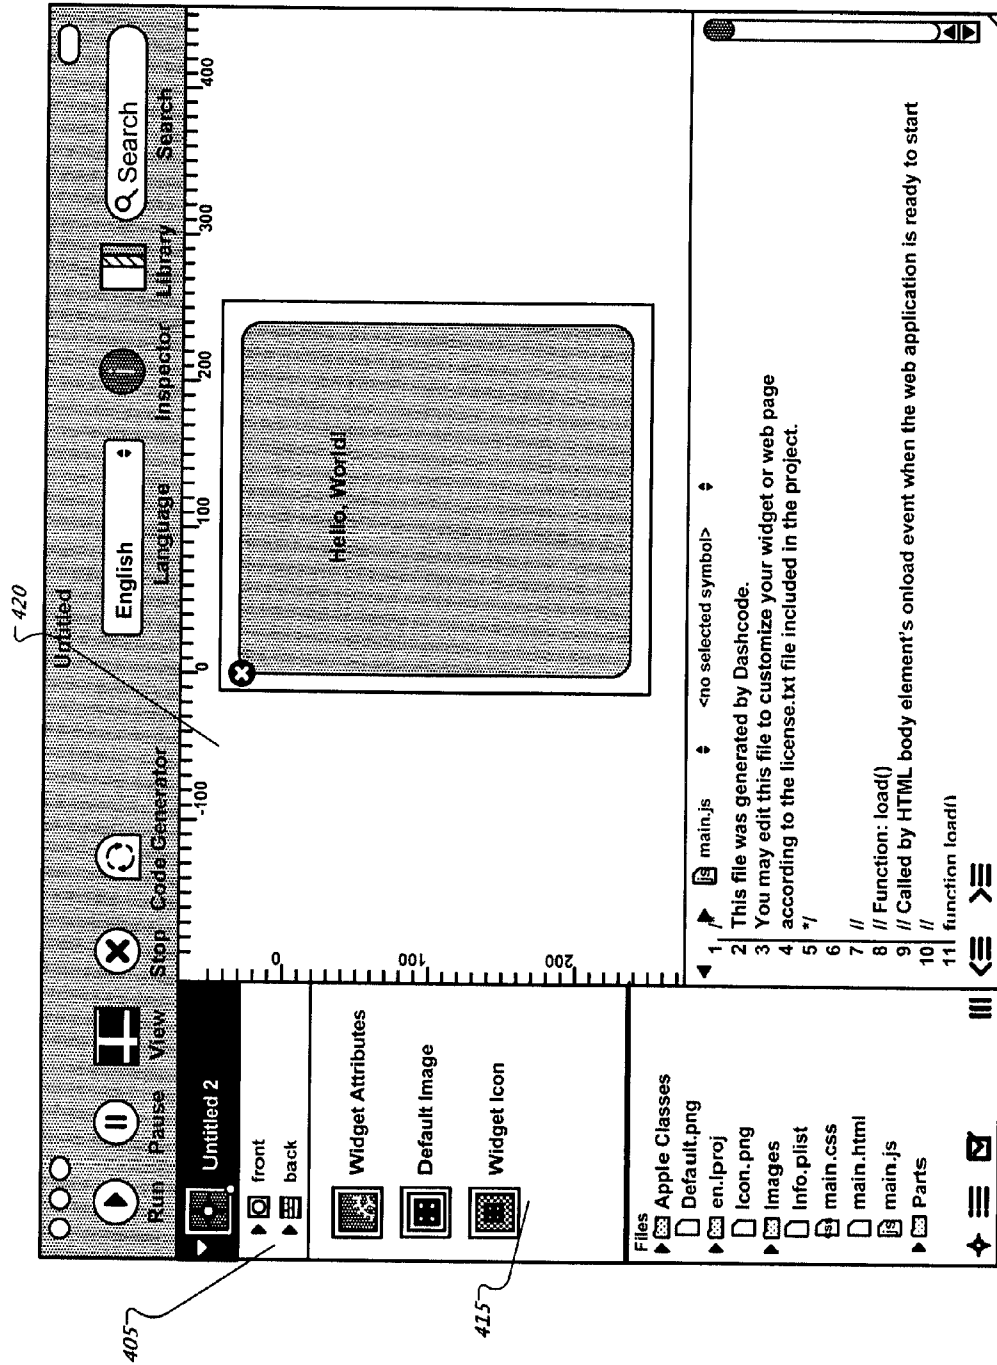 420
Untitled
English
Search
Run Pause View Stop Code Generator Language Inspector Library Search
-100 0 100 200 300 400
Untitled 2
front
back
405
Widget Attributes
Default Image
Widget Icon
415
0
100
200
Hello, World!
Files
Apple Classes
Default.png
en.lproj
Icon.png
Images
Info.plist
main.css
main.html
main.js
Parts
js main.js <no selected symbol>
1 /*
2 This file was generated by Dashcode.
3 You may edit this file to customize your widget or web page
4 according to the license.txt file included in the project.
5 */
6
7 //
8 // Function: load()
9 // Called by HTML body element's onload event when the web application is ready to start
10 //
11 function load()